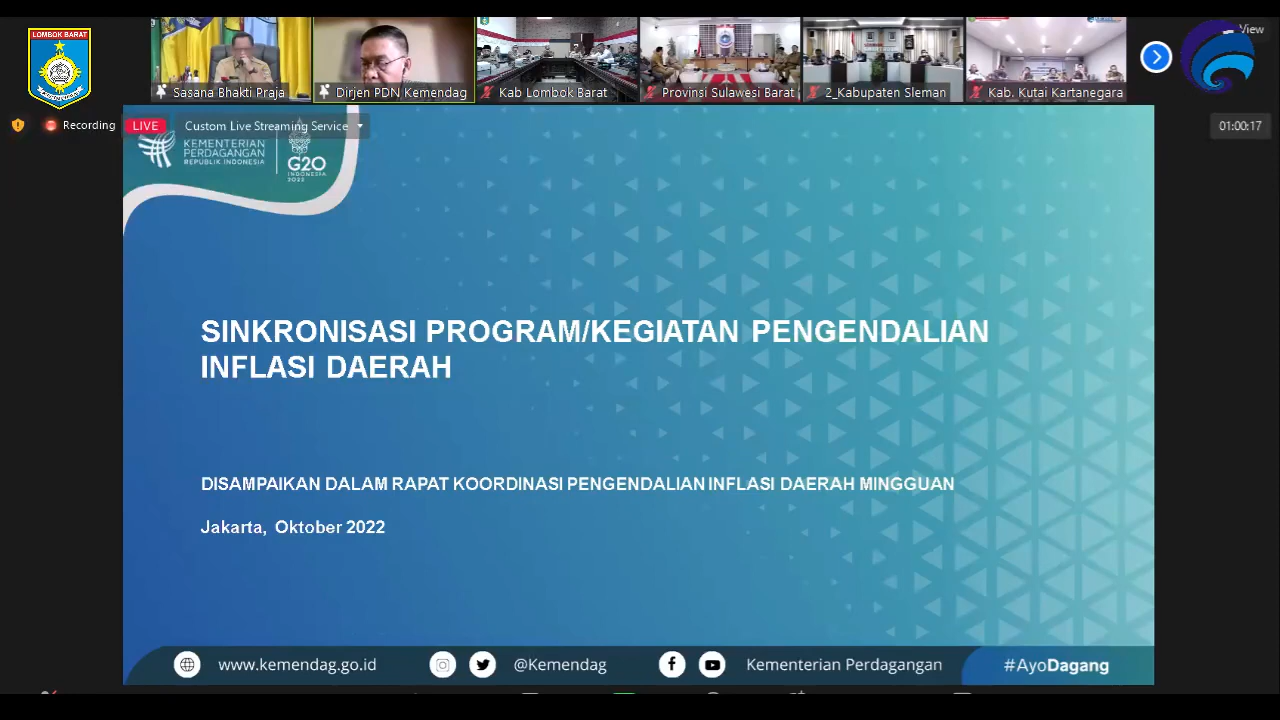 LOMBOK BARAT
View
Sasana Bhakti Praja
Dirjen PDN Kemendag
Kab Lombok Barat
Provinsi Sulawesi Barat
2_Kabupaten Sleman
Kab. Kutai Kartanegara
Recording
LIVE
Custom Live Streaming Service
01:00:17
KEMENTERIAN
PERDAGANGAN
REPUBLIK INDONESIA
G20
INDONESIA
2022
SINKRONISASI PROGRAM/KEGIATAN PENGENDALIAN
INFLASI DAERAH
DISAMPAIKAN DALAM RAPAT KOORDINASI PENGENDALIAN INFLASI DAERAH MINGGUAN
Jakarta, Oktober 2022
www.kemendag.go.id
@Kemendag
Kementerian Perdagangan
#AyoDagang